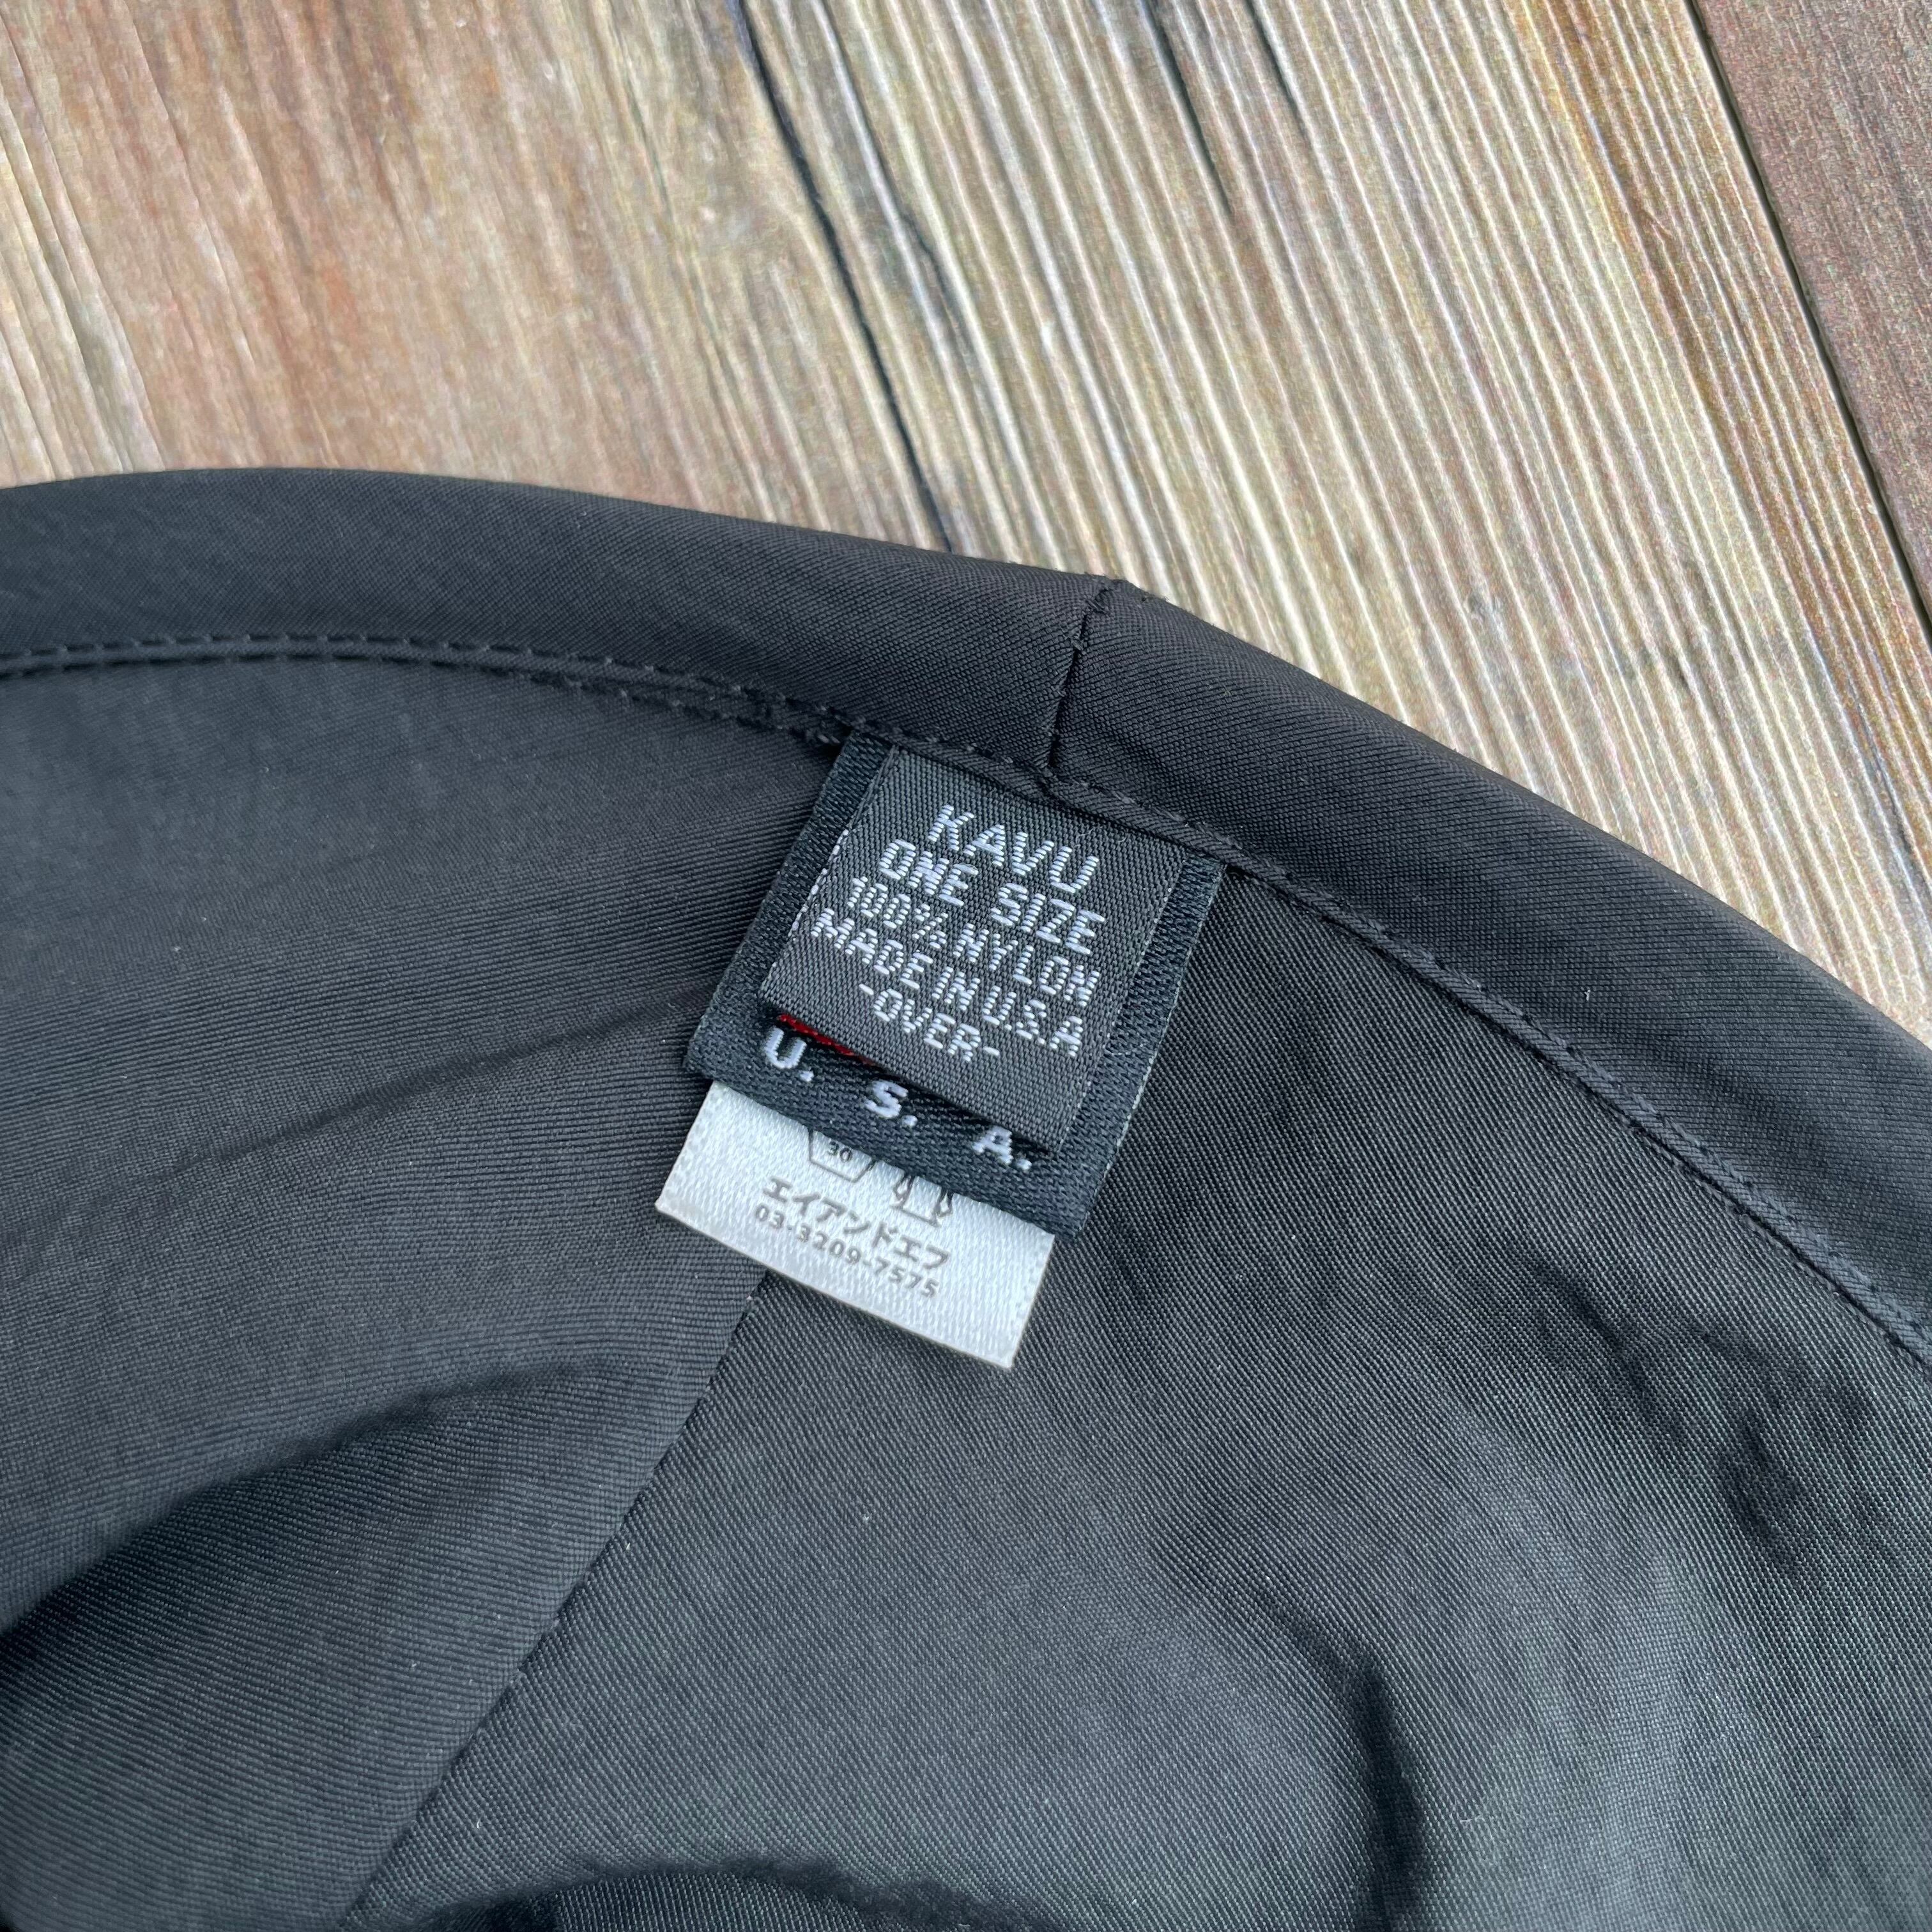 KAVU
ONE SIZE
100% NYLON
MADE IN U.S.A
-OVER-
U. S. A.
30
エイアンドエフ
03-3209-7575